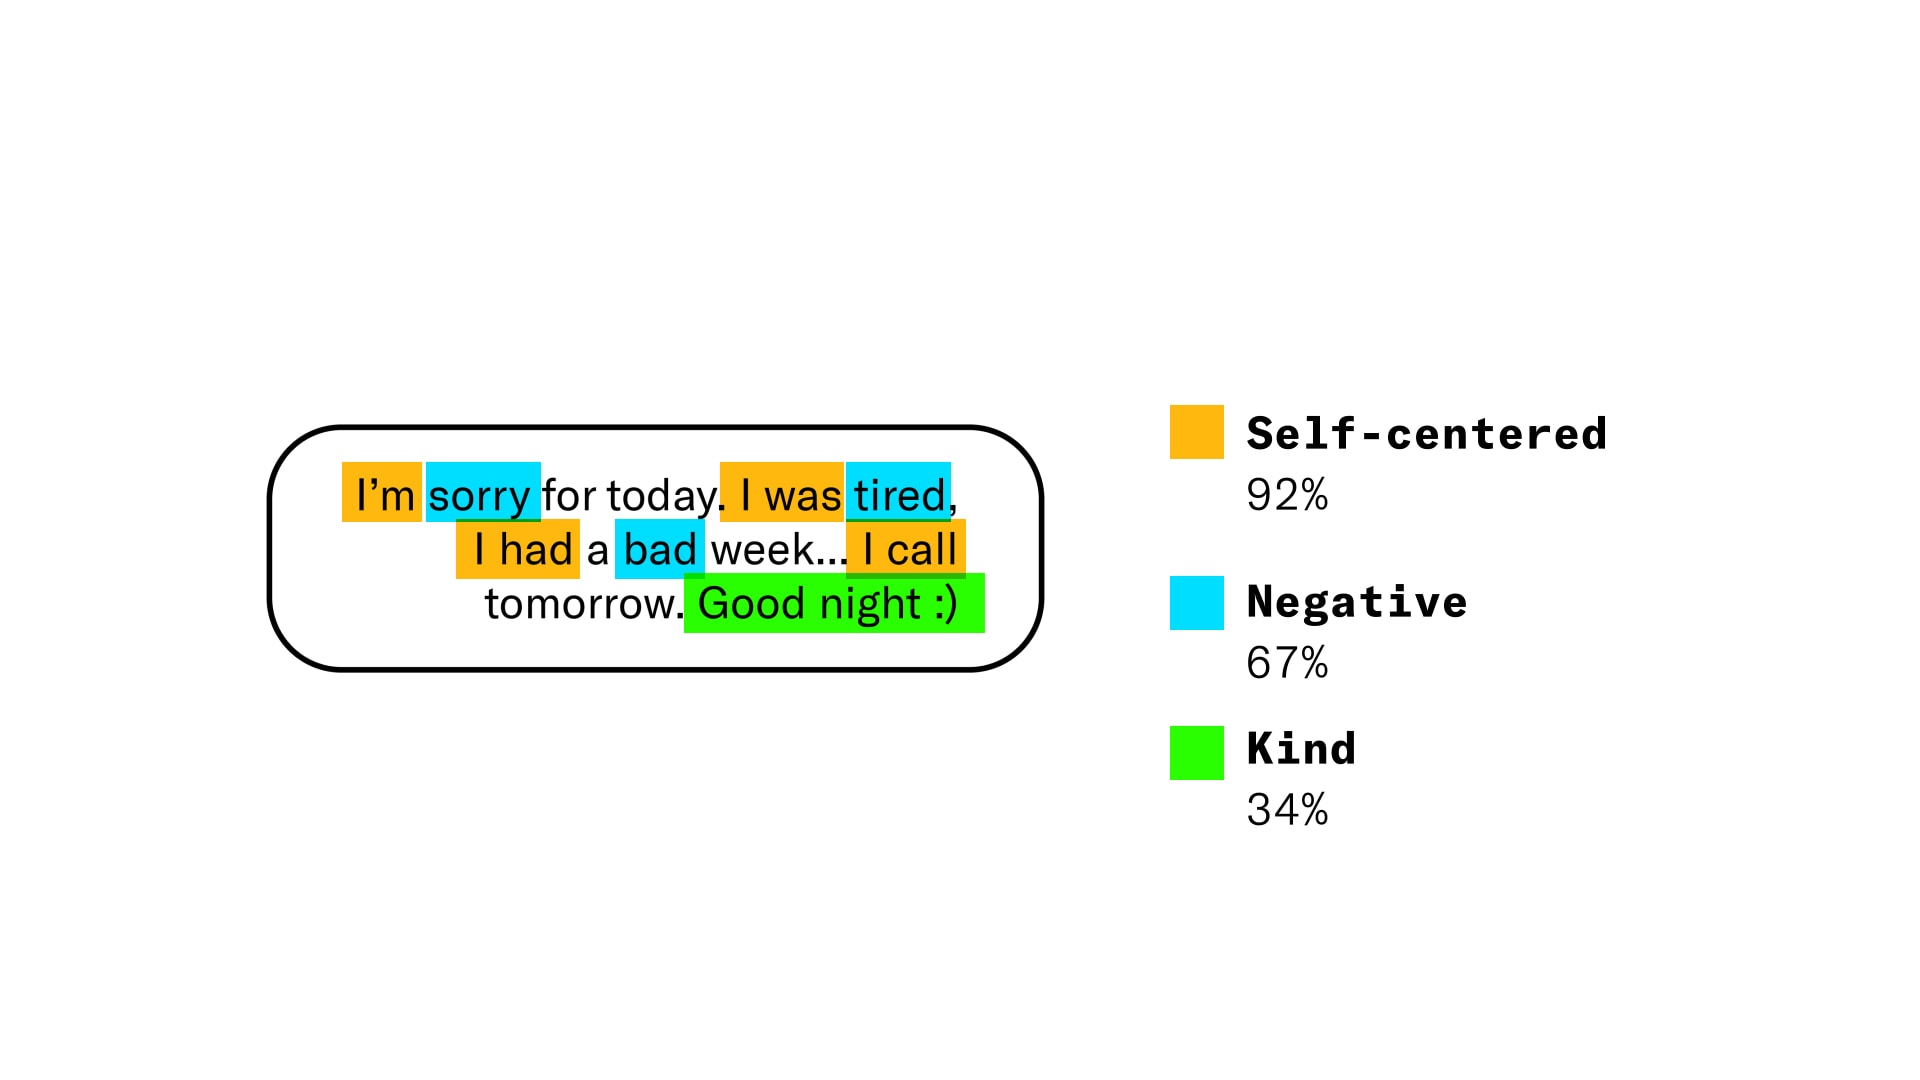 I’m sorry for today. I was tired,
I had a bad week... I call
tomorrow. Good night :)
Self-centered
92%
Negative
67%
Kind
34%